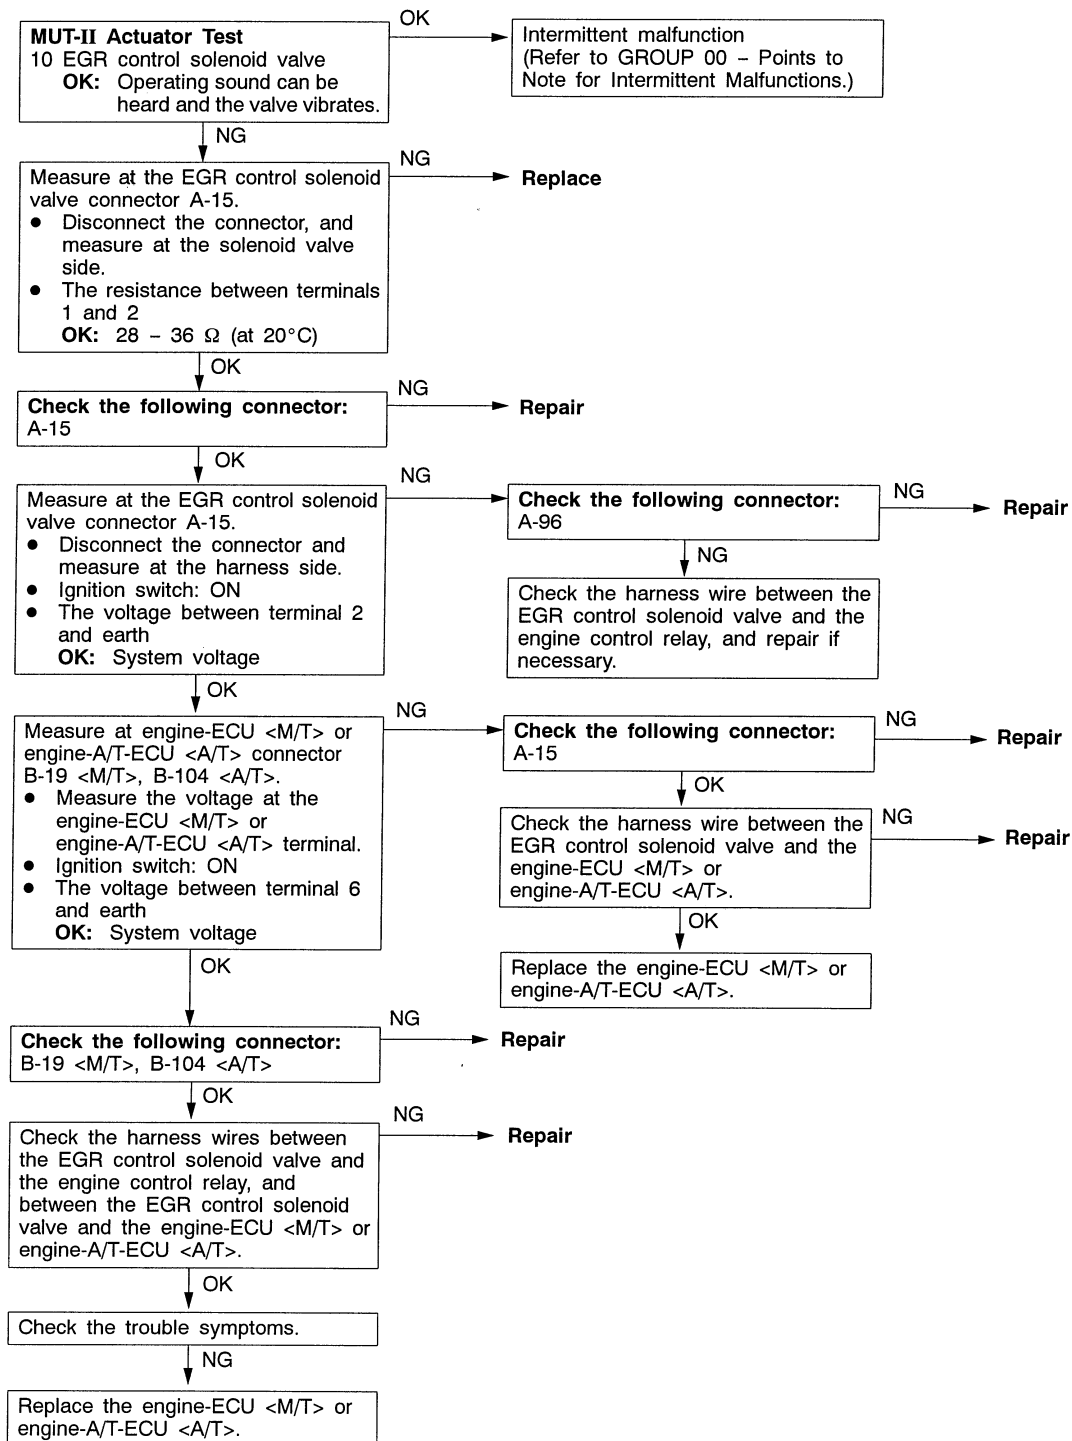 MUT-II Actuator Test
10 EGR control solenoid valve
OK: Operating sound can be
heard and the valve vibrates.
OK
Intermittent malfunction
(Refer to GROUP 00 – Points to
Note for Intermittent Malfunctions.)
NG
Measure at the EGR control solenoid
valve connector A-15.
● Disconnect the connector, and
measure at the solenoid valve
side.
● The resistance between terminals
1 and 2
OK: 28 – 36 Ω (at 20°C)
NG
Replace
OK
Check the following connector:
A-15
NG
Repair
OK
Measure at the EGR control solenoid
valve connector A-15.
● Disconnect the connector and
measure at the harness side.
● Ignition switch: ON
● The voltage between terminal 2
and earth
OK: System voltage
NG
Check the following connector:
A-96
NG
Repair
NG
Check the harness wire between the
EGR control solenoid valve and the
engine control relay, and repair if
necessary.
OK
Measure at engine-ECU <M/T> or
engine-A/T-ECU <A/T> connector
B-19 <M/T>, B-104 <A/T>.
● Measure the voltage at the
engine-ECU <M/T> or
engine-A/T-ECU <A/T> terminal.
● Ignition switch: ON
● The voltage between terminal 6
and earth
OK: System voltage
NG
Check the following connector:
A-15
NG
Repair
OK
Check the harness wire between the
EGR control solenoid valve and the
engine-ECU <M/T> or
engine-A/T-ECU <A/T>.
NG
Repair
OK
Replace the engine-ECU <M/T> or
engine-A/T-ECU <A/T>.
OK
Check the following connector:
B-19 <M/T>, B-104 <A/T>
NG
Repair
OK
Check the harness wires between
the EGR control solenoid valve and
the engine control relay, and
between the EGR control solenoid
valve and the engine-ECU <M/T> or
engine-A/T-ECU <A/T>.
NG
Repair
OK
Check the trouble symptoms.
NG
Replace the engine-ECU <M/T> or
engine-A/T-ECU <A/T>.